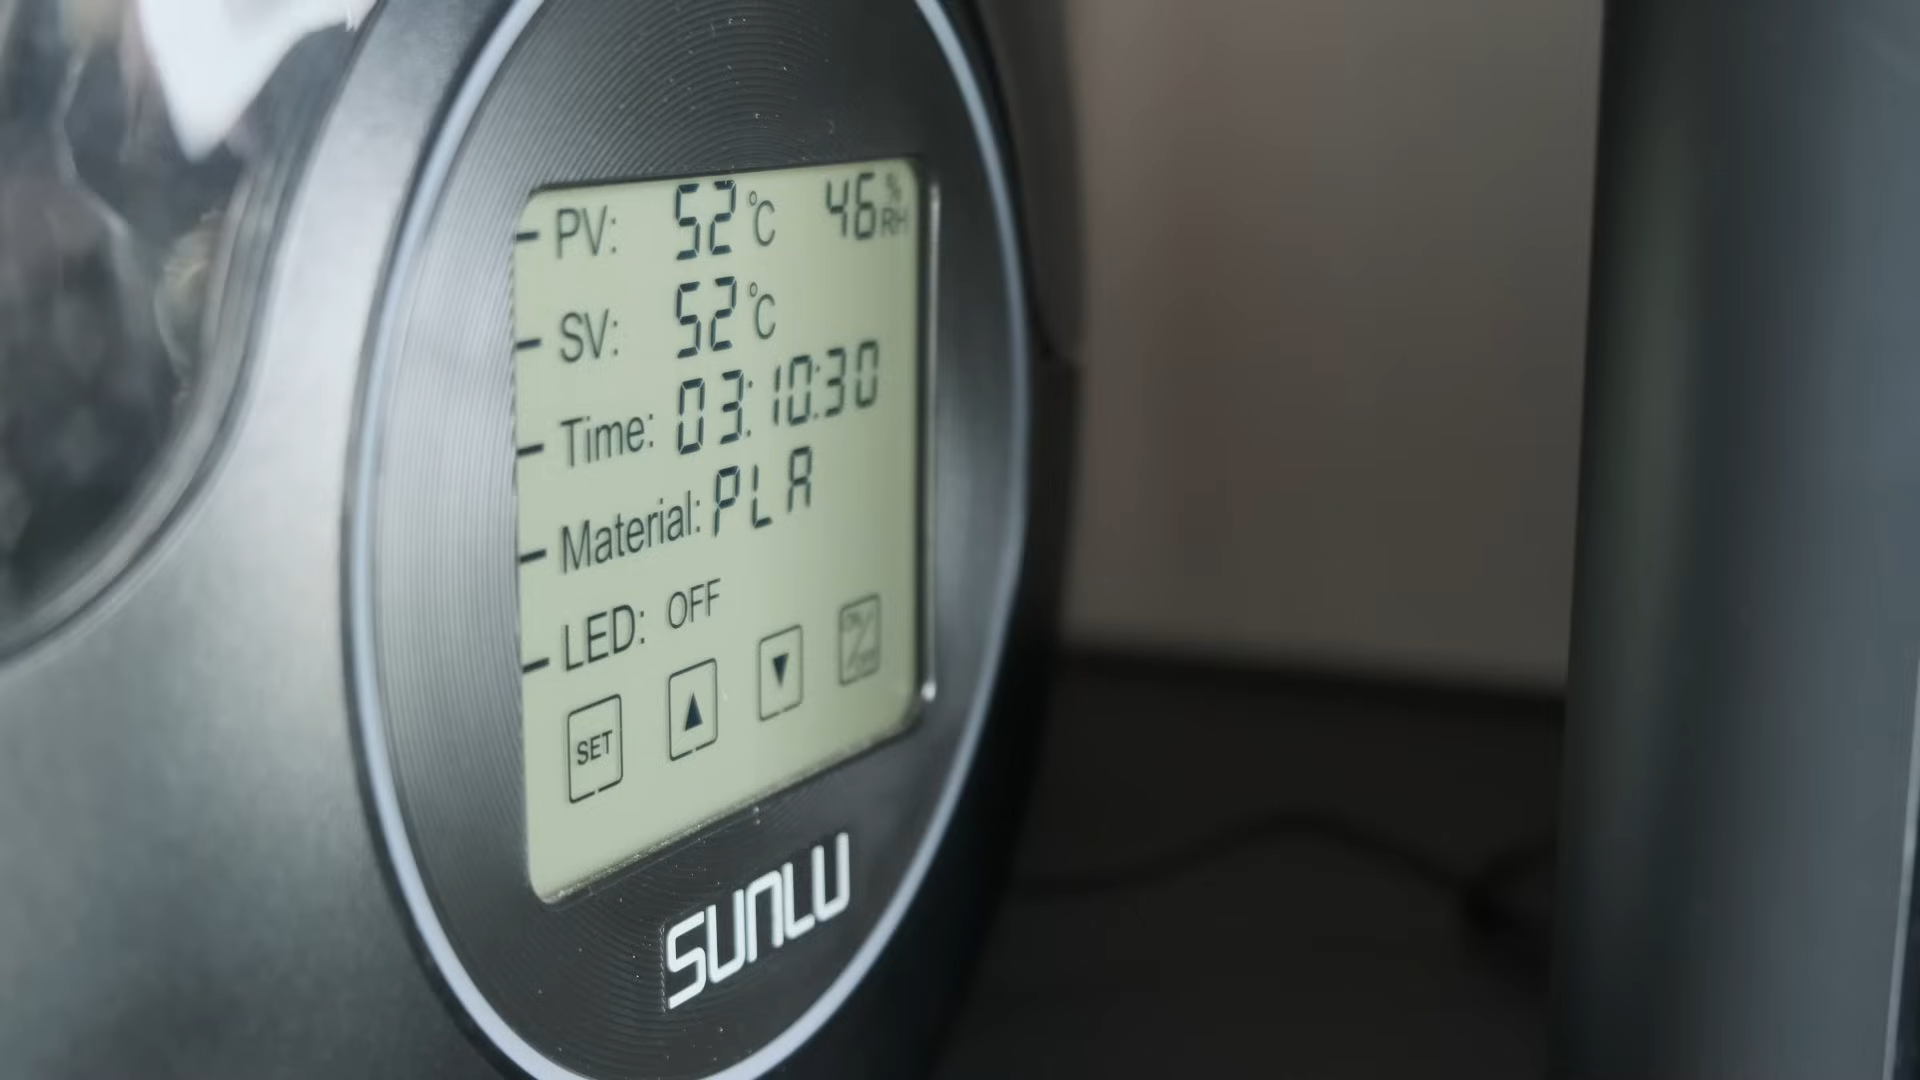 PV: 52 °C 46 % RH
SV: 52 °C
Time: 03:10:30
Material: PLA
LED: OFF
SET ▲ ▼
SUNLU